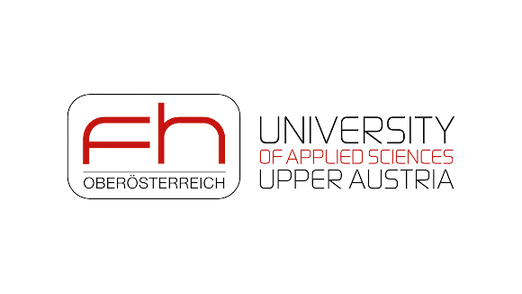 fh
OBERÖSTERREICH
UNIVERSITY
OF APPLIED SCIENCES
UPPER AUSTRIA